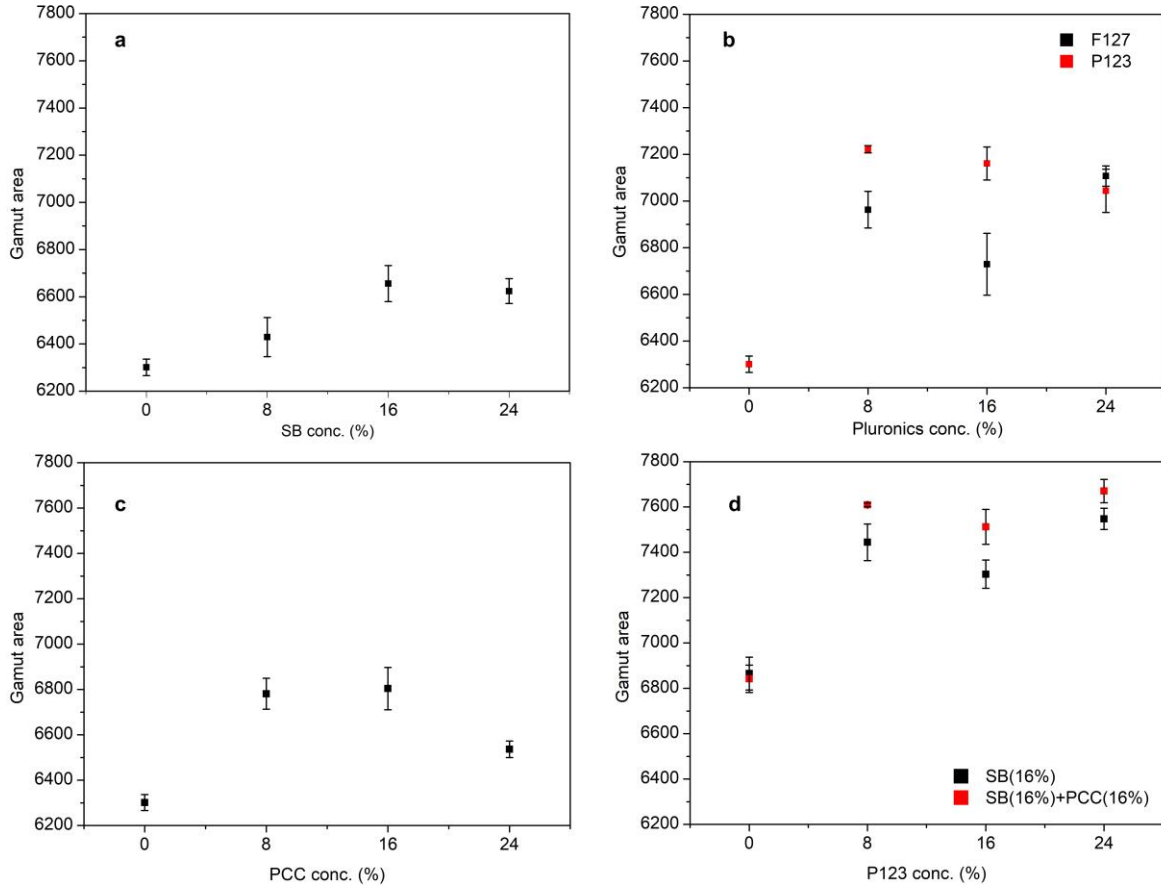 7800
a
7600
7400
7200
7000
6800
6600
6400
6200
Gamut area
0 8 16 24
SB conc. (%)
7800
b
F127
P123
7600
7400
7200
7000
6800
6600
6400
6200
Gamut area
0 8 16 24
Pluronics conc. (%)
7800
c
7600
7400
7200
7000
6800
6600
6400
6200
Gamut area
0 8 16 24
PCC conc. (%)
7800
d
7600
7400
7200
7000
6800
6600
6400
6200
Gamut area
SB(16%)
SB(16%)+PCC(16%)
0 8 16 24
P123 conc. (%)